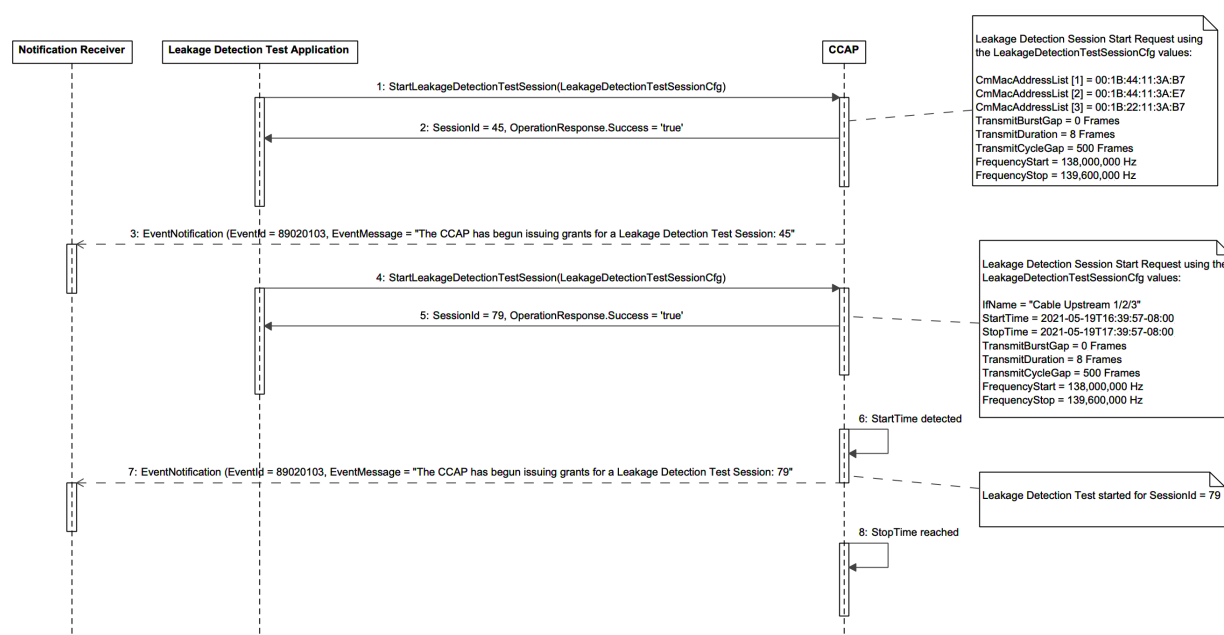 Notification Receiver
Leakage Detection Test Application
CCAP
Leakage Detection Session Start Request using
the LeakageDetectionTestSessionCfg values:
CmMacAddressList [1] = 00:1B:44:11:3A:B7
CmMacAddressList [2] = 00:1B:44:11:3A:E7
CmMacAddressList [3] = 00:1B:22:11:3A:B7
TransmitBurstGap = 0 Frames
TransmitDuration = 8 Frames
TransmitCycleGap = 500 Frames
FrequencyStart = 138,000,000 Hz
FrequencyStop = 139,600,000 Hz
1: StartLeakageDetectionTestSession(LeakageDetectionTestSessionCfg)
2: SessionId = 45, OperationResponse.Success = 'true'
3: EventNotification (EventId = 89020103, EventMessage = "The CCAP has begun issuing grants for a Leakage Detection Test Session: 45"
4: StartLeakageDetectionTestSession(LeakageDetectionTestSessionCfg)
5: SessionId = 79, OperationResponse.Success = 'true'
Leakage Detection Session Start Request using the
LeakageDetectionTestSessionCfg values:
IfName = "Cable Upstream 1/2/3"
StartTime = 2021-05-19T16:39:57-08:00
StopTime = 2021-05-19T17:39:57-08:00
TransmitBurstGap = 0 Frames
TransmitDuration = 8 Frames
TransmitCycleGap = 500 Frames
FrequencyStart = 138,000,000 Hz
FrequencyStop = 139,600,000 Hz
6: StartTime detected
7: EventNotification (EventId = 89020103, EventMessage = "The CCAP has begun issuing grants for a Leakage Detection Test Session: 79"
Leakage Detection Test started for SessionId = 79
8: StopTime reached